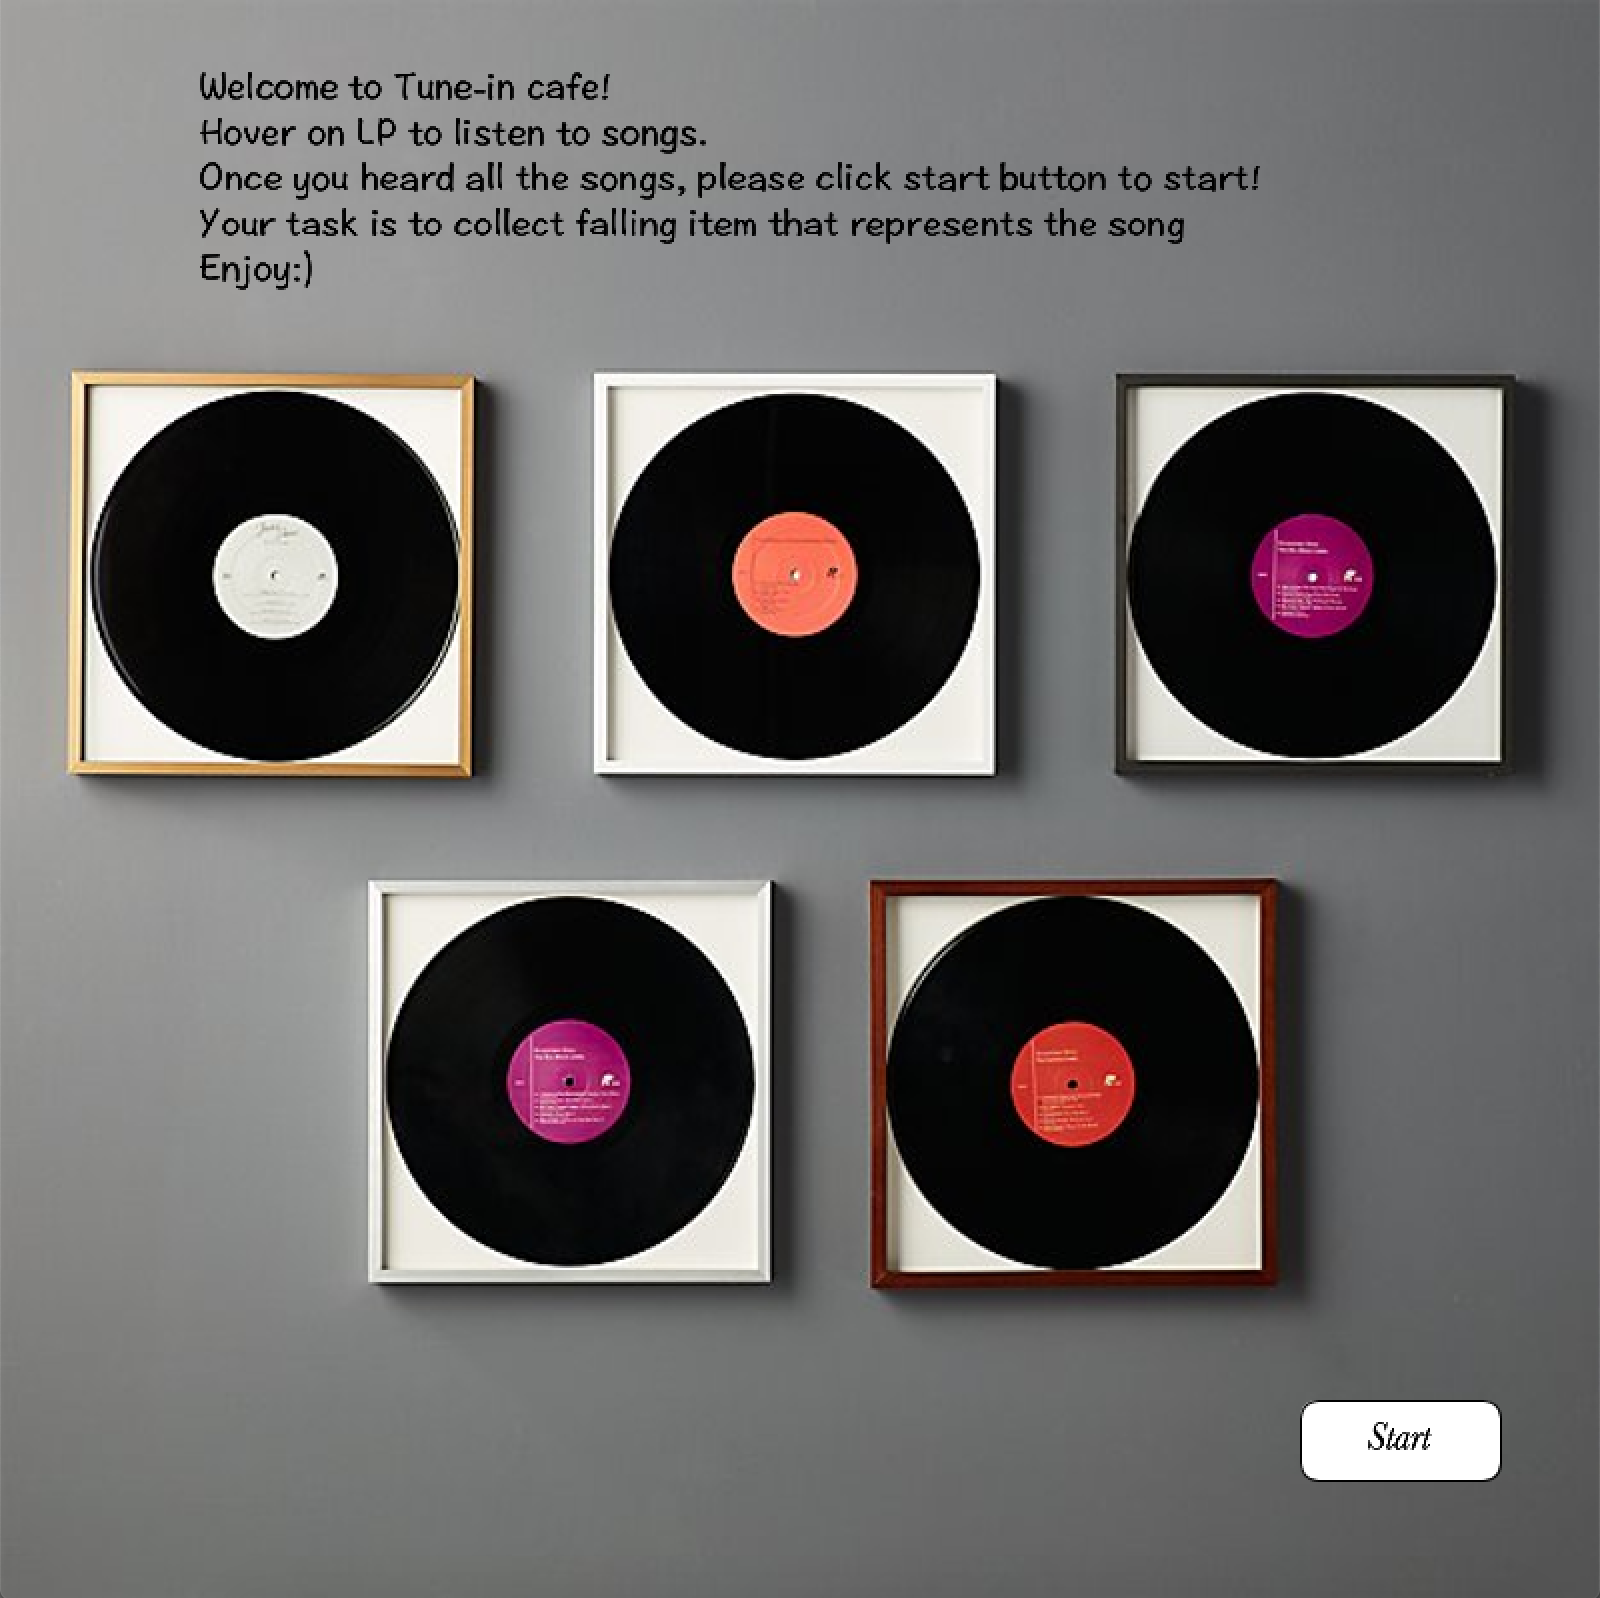 Welcome to Tune-in cafe!
Hover on LP to listen to songs.
Once you heard all the songs, please click start button to start!
Your task is to collect falling item that represents the song
Enjoy:)
Start